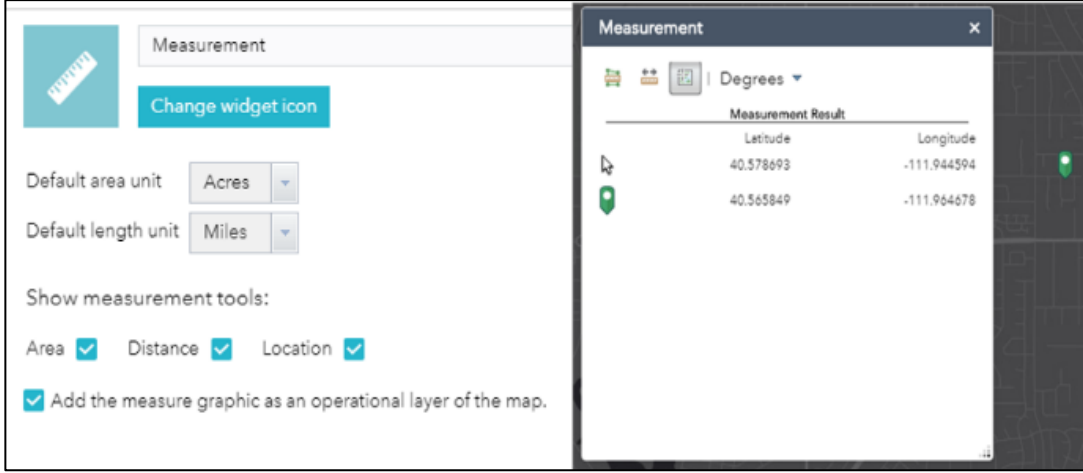 Measurement
Change widget icon
Default area unit Acres
Default length unit Miles
Show measurement tools:
Area Distance Location
Add the measure graphic as an operational layer of the map.
Measurement
Degrees
Measurement Result
Latitude Longitude
40.578693 -111.944594
40.565849 -111.964678